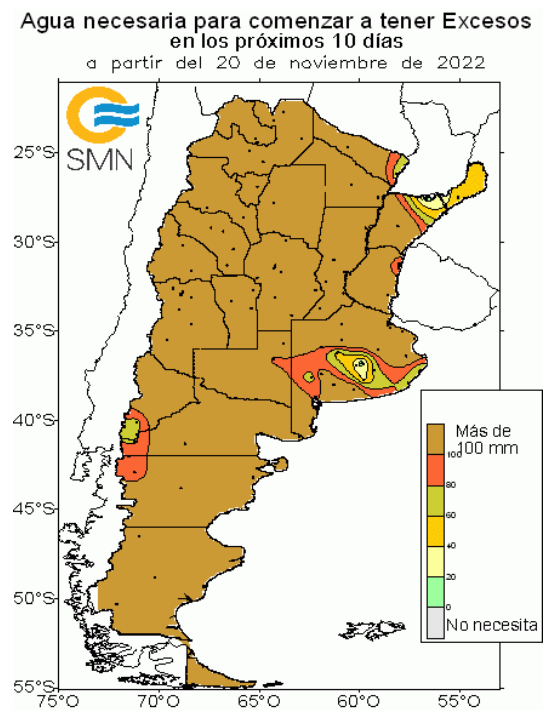 Agua necesaria para comenzar a tener Excesos
en los próximos 10 días
a partir del 20 de noviembre de 2022
SMN
25°S
30°S
35°S
40°S
45°S
50°S
55°S
75°O 70°O 65°O 60°O 55°O
Más de
100 mm
100
80
60
40
20
0
No necesita